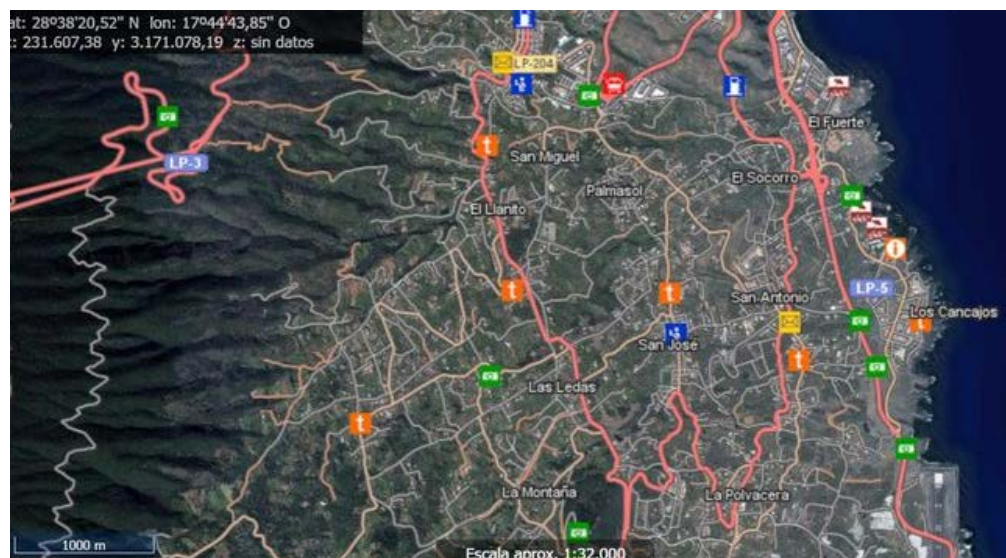 at: 28º38'20,52" N lon: 17º44'43,85" O
: 231.607,38 y: 3.171.078,19 z: sin datos
LP-204
El Fuerte
San Miguel
LP-3
El Socorro
Palmasol
El Llanito
LP-5
San Antonio
Los Cancajos
San José
Las Ledas
La Montaña
La Polvacera
1000 m
Escala aprox. 1:32.000
t
t
t
t
t
t
i